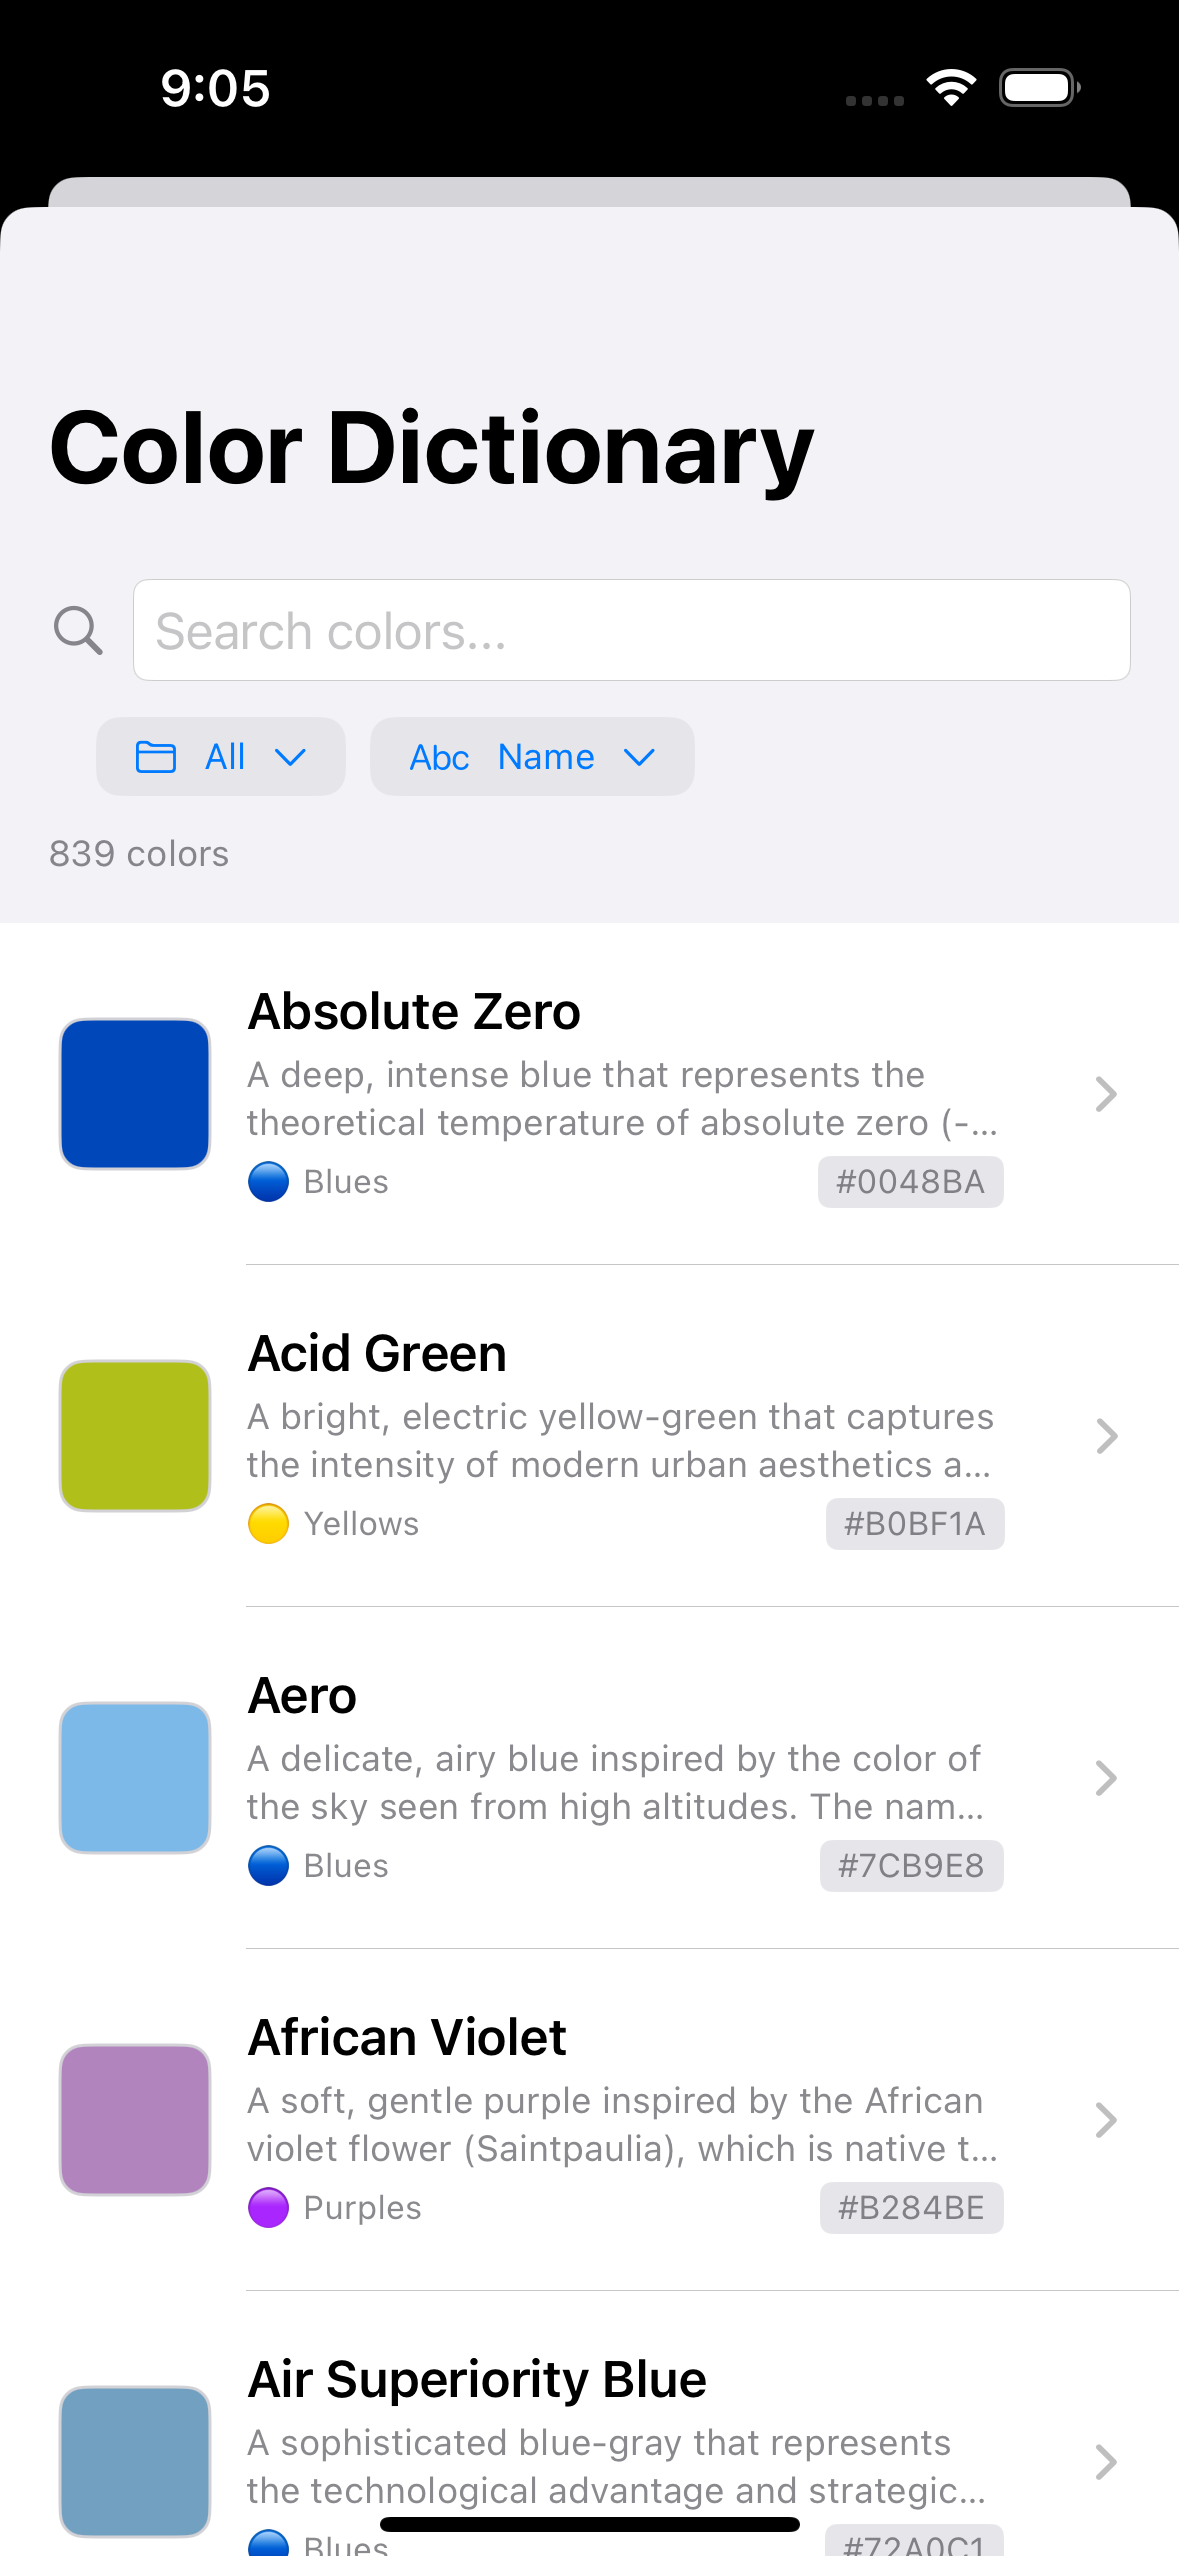 9:05
Color Dictionary
Search colors...
All
Abc Name
839 colors
Absolute Zero
A deep, intense blue that represents the
theoretical temperature of absolute zero (-...
Blues
#0048BA
Acid Green
A bright, electric yellow-green that captures
the intensity of modern urban aesthetics a...
Yellows
#B0BF1A
Aero
A delicate, airy blue inspired by the color of
the sky seen from high altitudes. The nam...
Blues
#7CB9E8
African Violet
A soft, gentle purple inspired by the African
violet flower (Saintpaulia), which is native t...
Purples
#B284BE
Air Superiority Blue
A sophisticated blue-gray that represents
the technological advantage and strategic...
Blues
#72A0C1